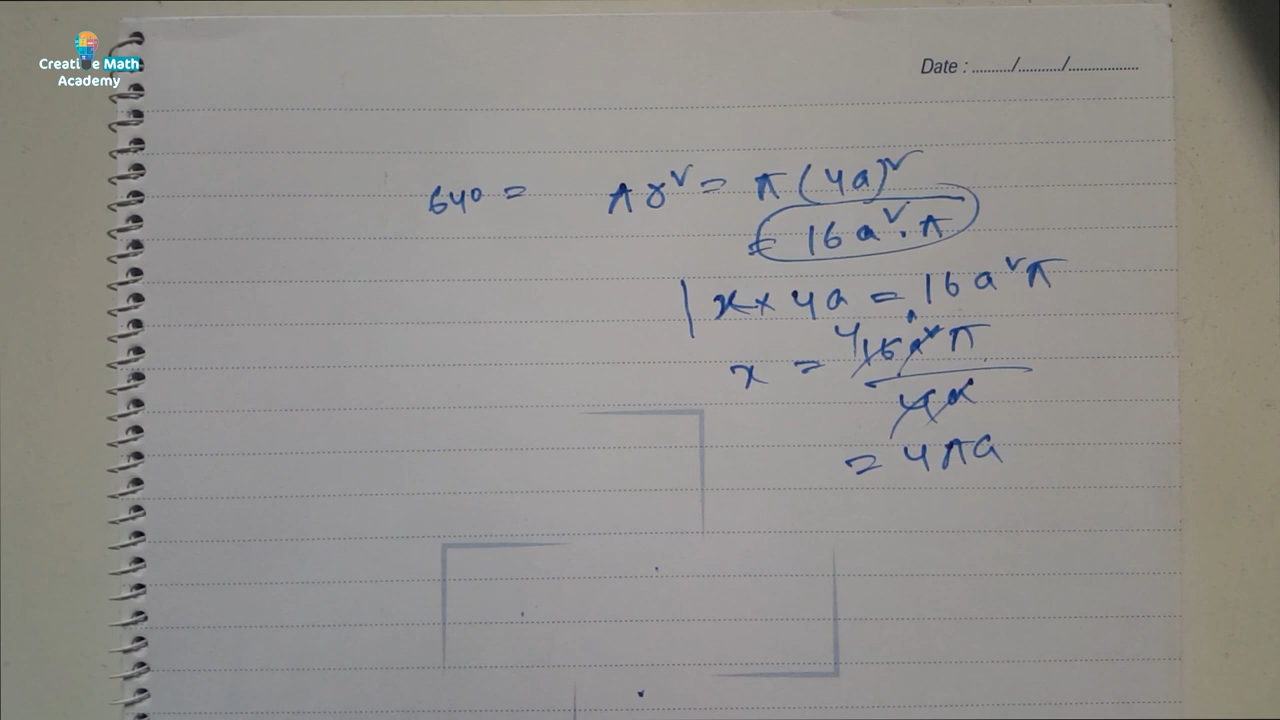 Creative Math
Academy
Date : ........../........../.................
640 = πr² = π(4a)²
= 16a².π
x × 4a = 16a²π
x = 4 16a² a π
4a
= 4πa